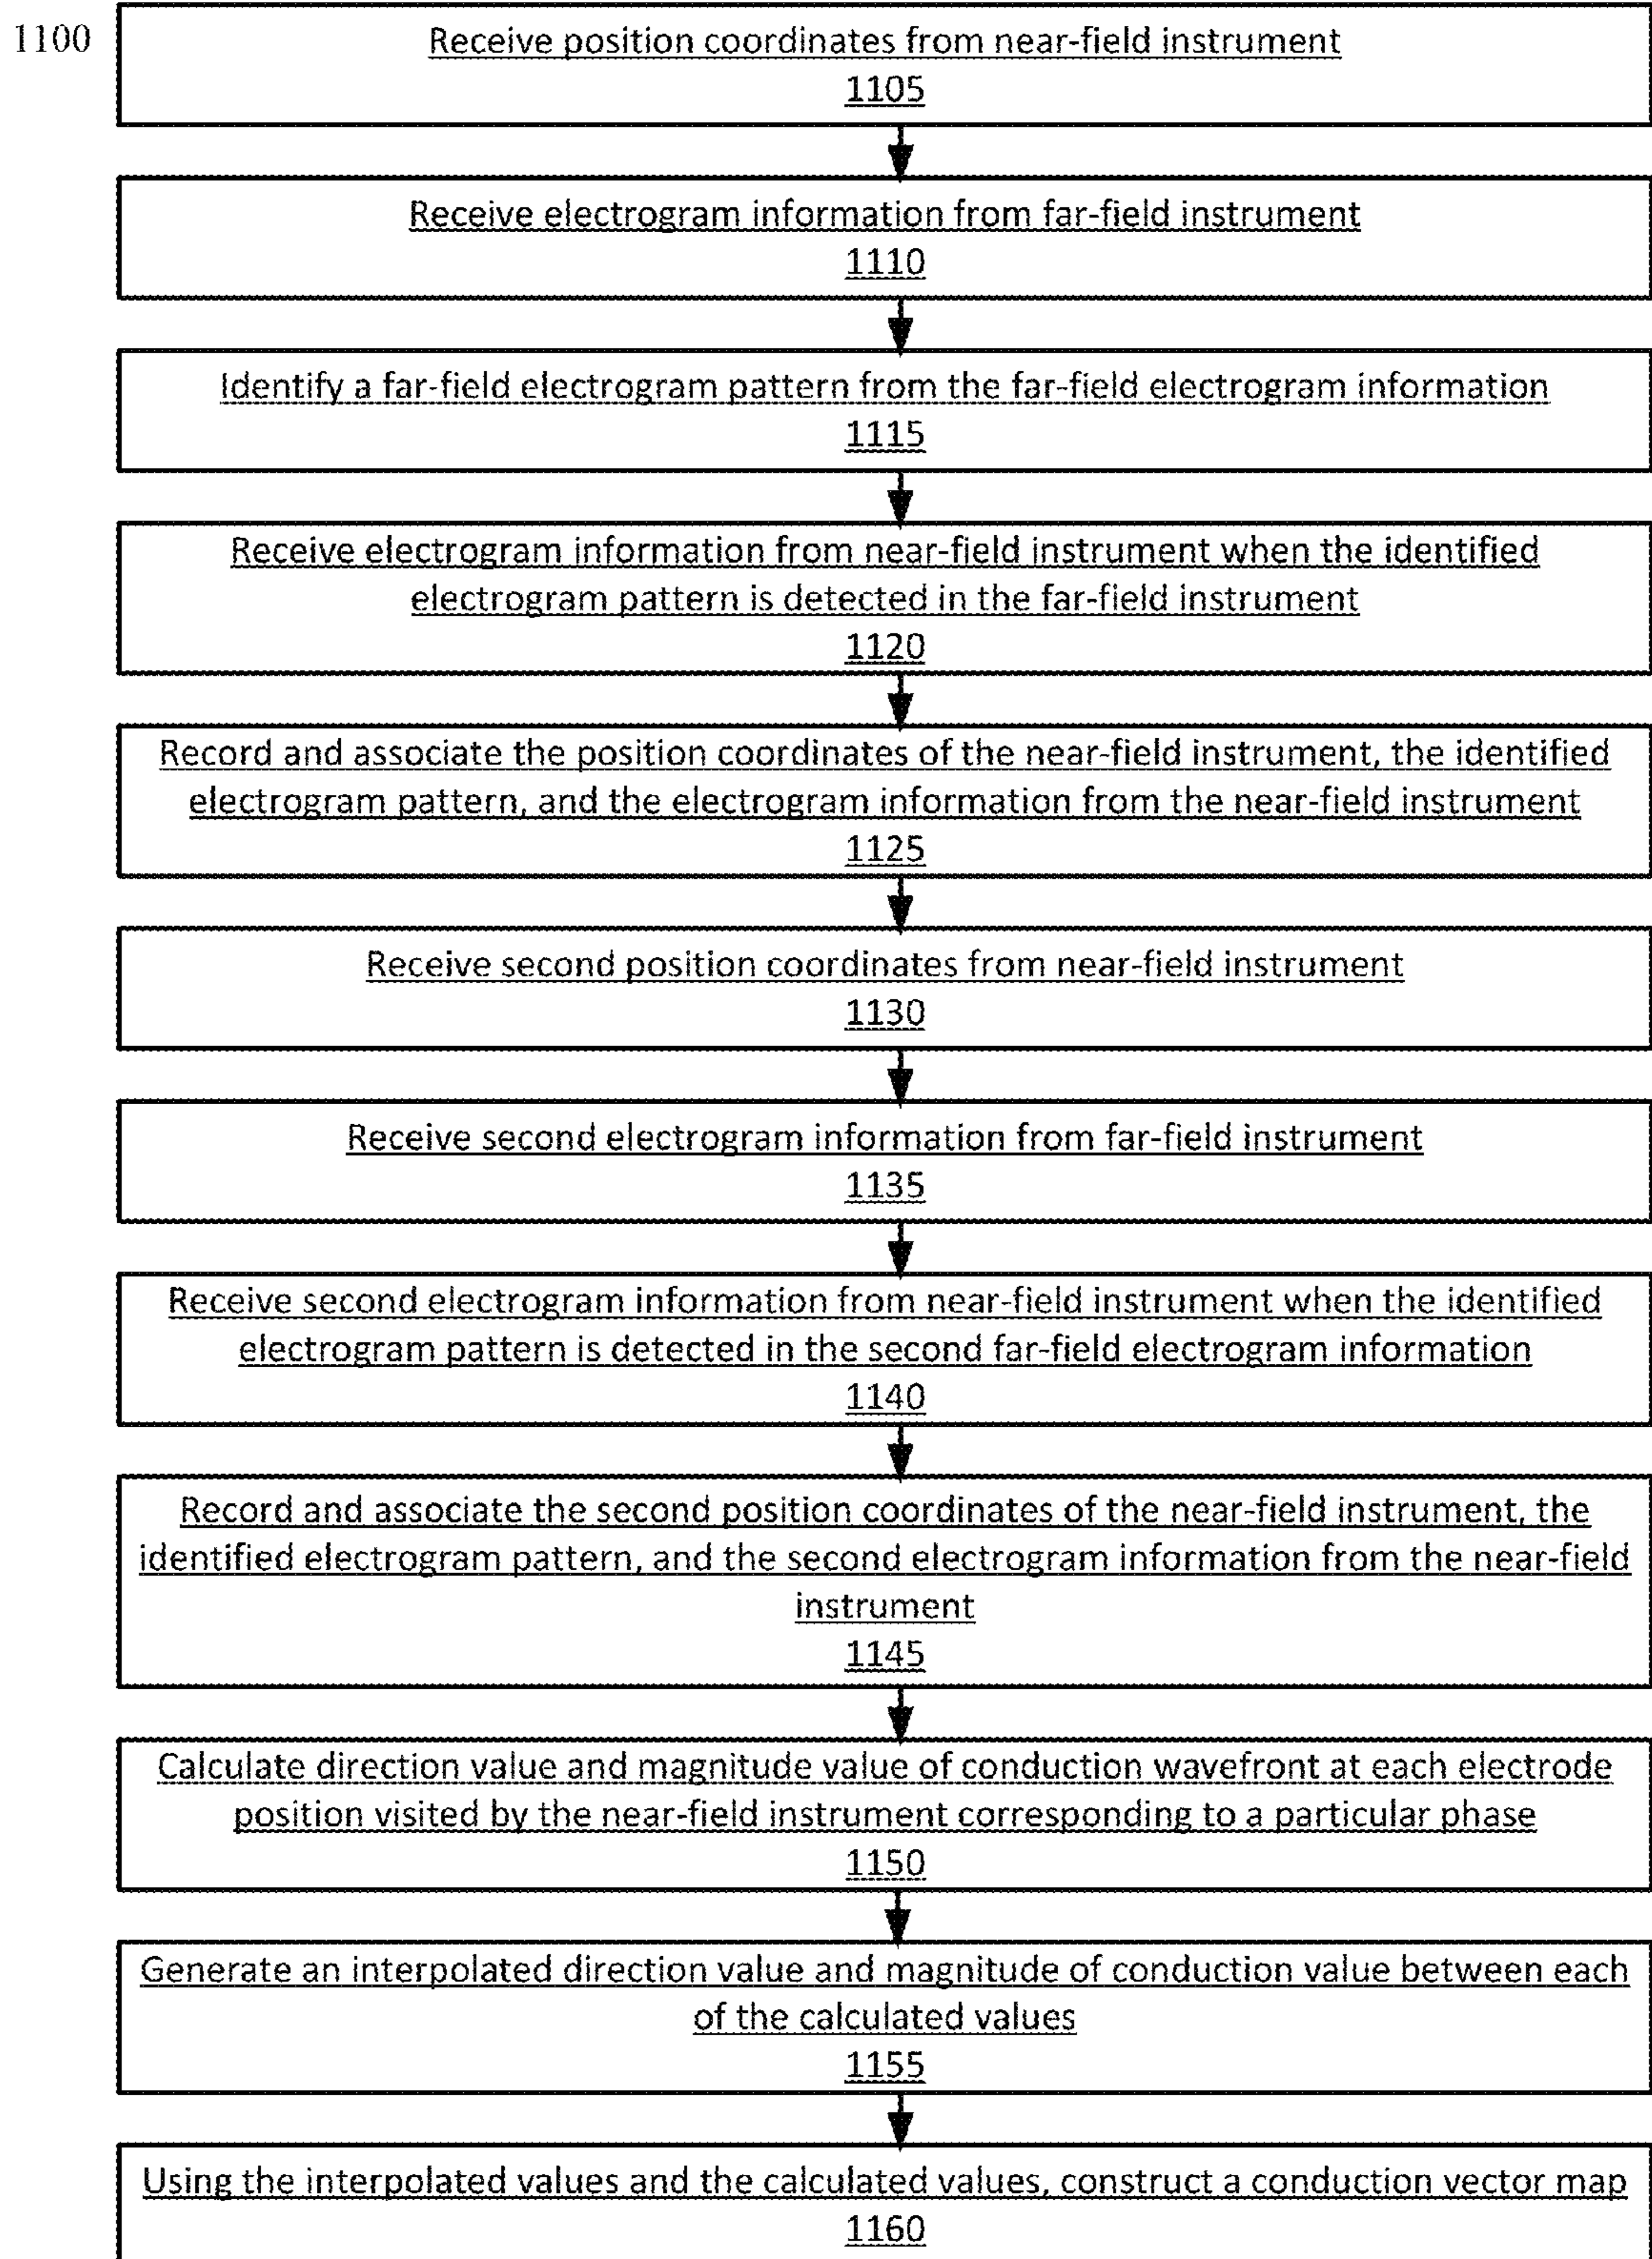 1100
Receive position coordinates from near-field instrument
1105
Receive electrogram information from far-field instrument
1110
Identify a far-field electrogram pattern from the far-field electrogram information
1115
Receive electrogram information from near-field instrument when the identified
electrogram pattern is detected in the far-field instrument
1120
Record and associate the position coordinates of the near-field instrument, the identified
electrogram pattern, and the electrogram information from the near-field instrument
1125
Receive second position coordinates from near-field instrument
1130
Receive second electrogram information from far-field instrument
1135
Receive second electrogram information from near-field instrument when the identified
electrogram pattern is detected in the second far-field electrogram information
1140
Record and associate the second position coordinates of the near-field instrument, the
identified electrogram pattern, and the second electrogram information from the near-field
instrument
1145
Calculate direction value and magnitude value of conduction wavefront at each electrode
position visited by the near-field instrument corresponding to a particular phase
1150
Generate an interpolated direction value and magnitude of conduction value between each
of the calculated values
1155
Using the interpolated values and the calculated values, construct a conduction vector map
1160